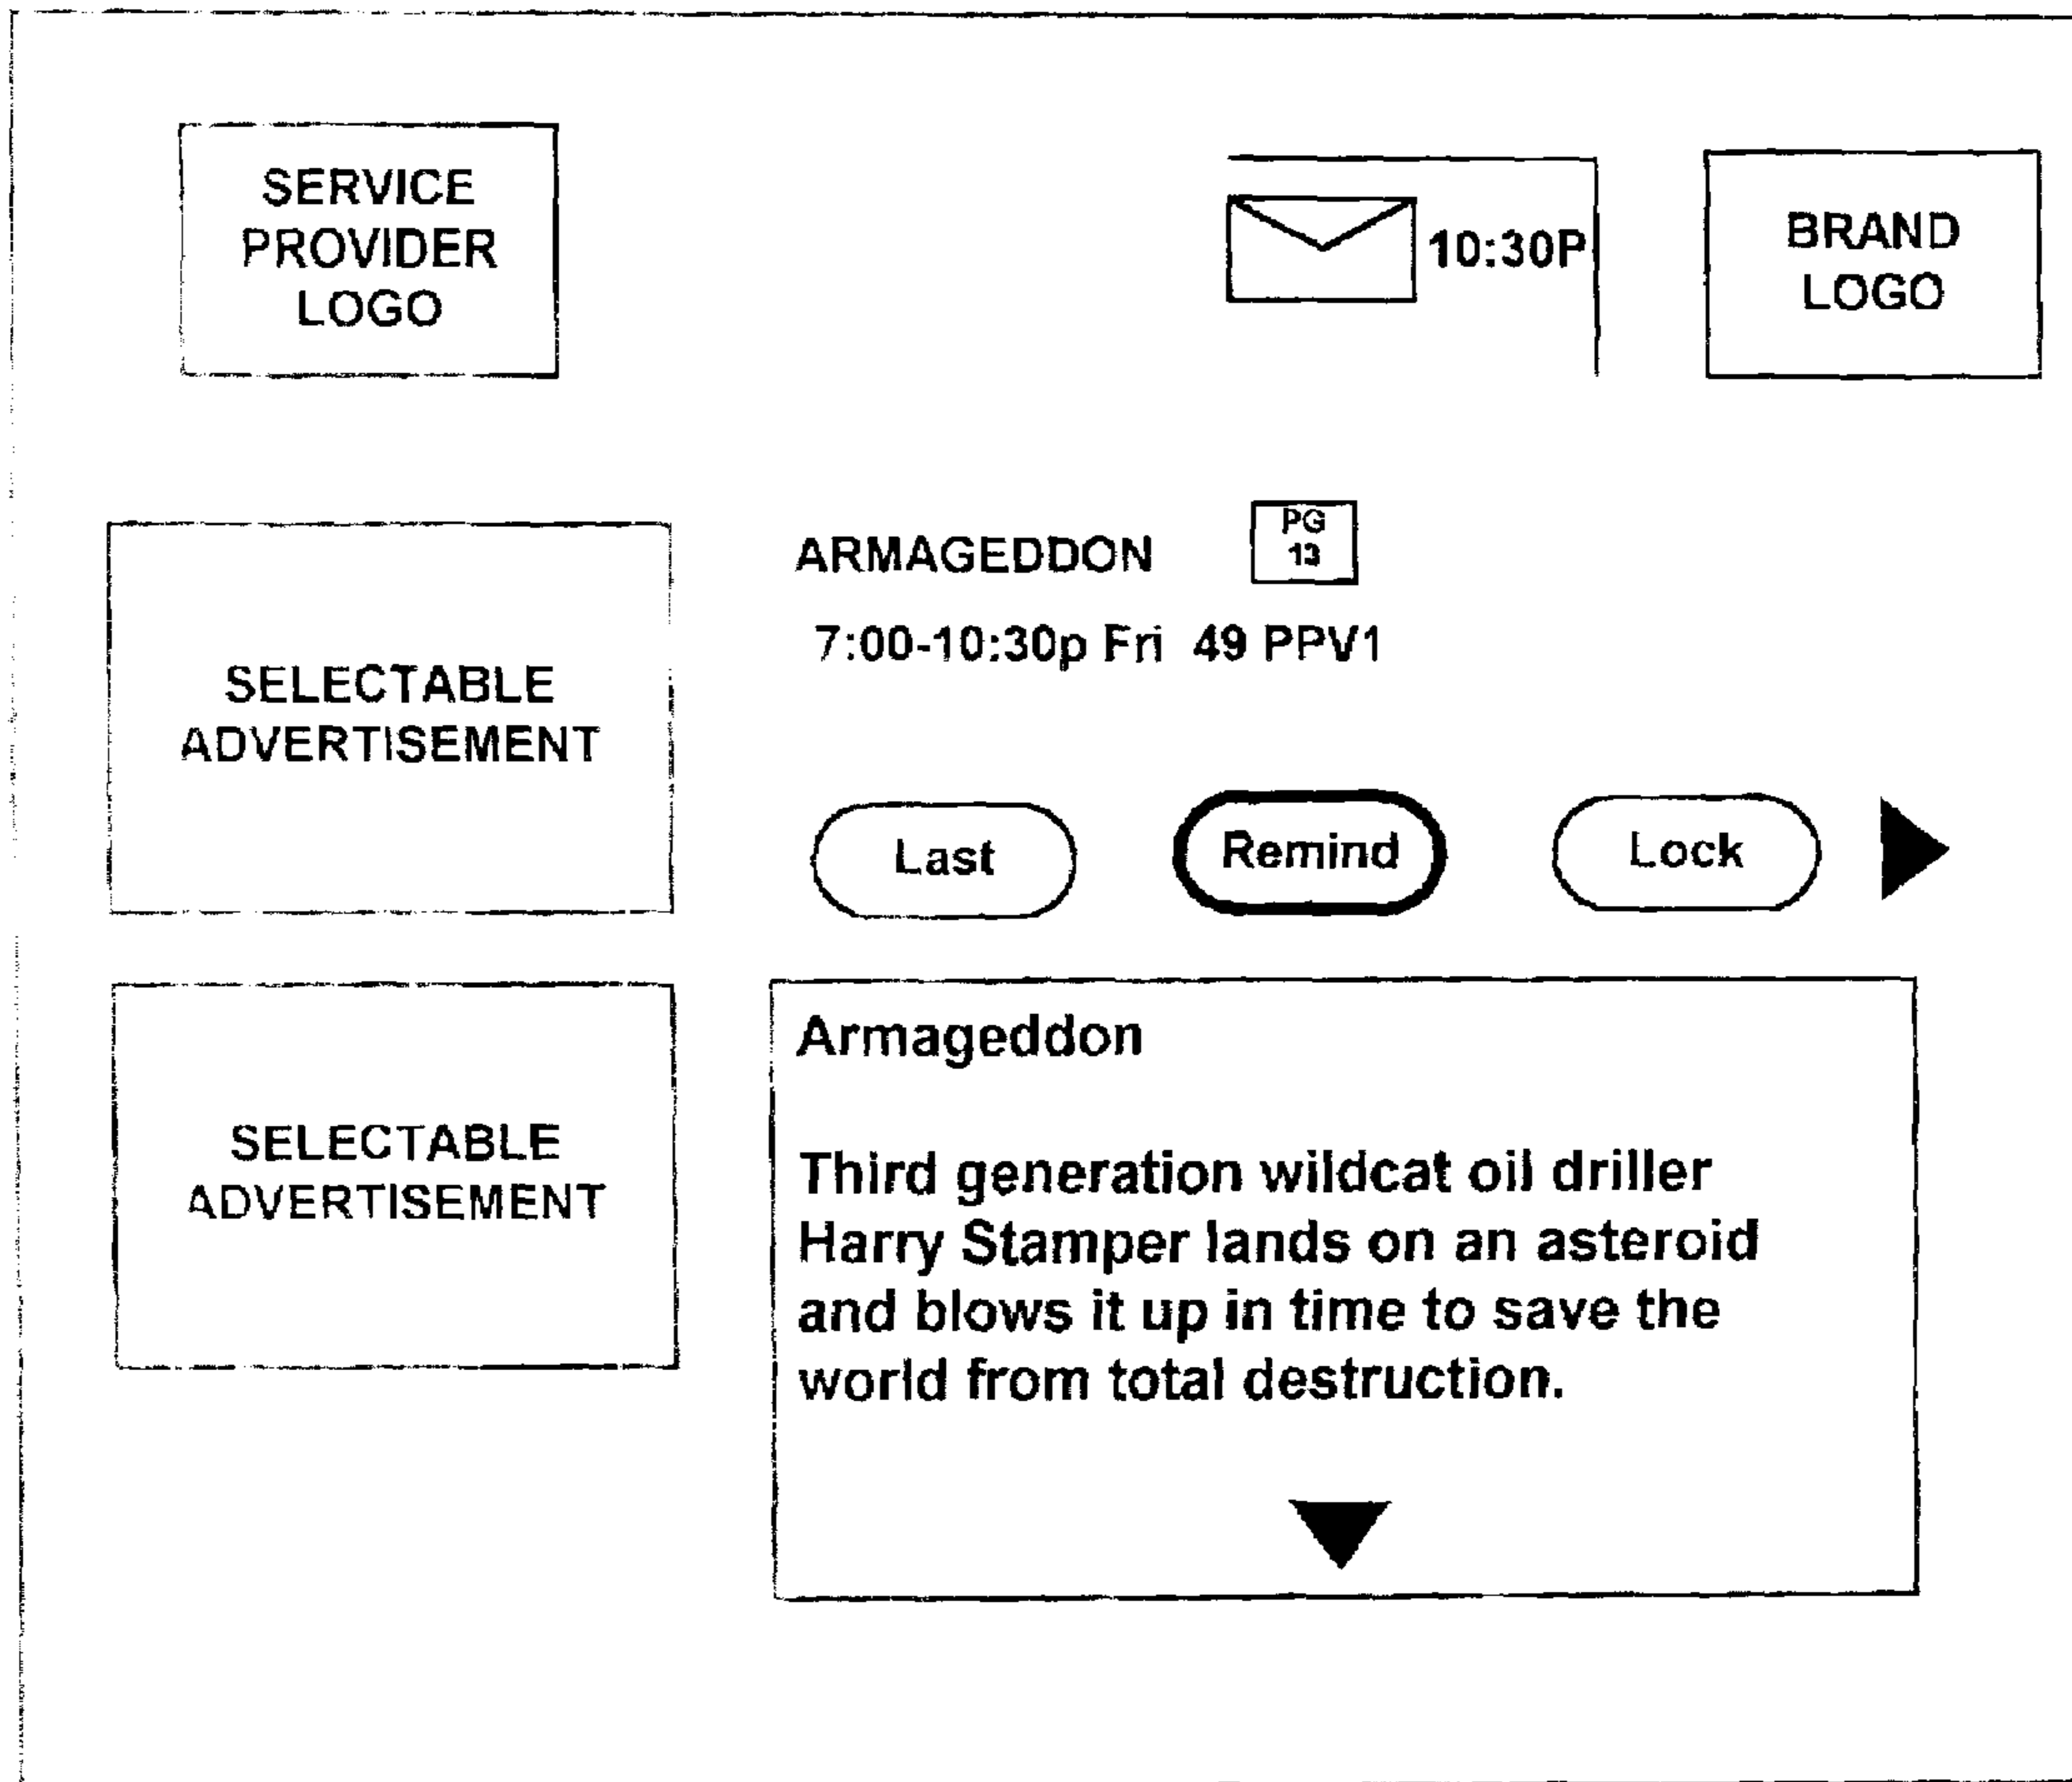 SERVICE
PROVIDER
LOGO
10:30P
BRAND
LOGO
SELECTABLE
ADVERTISEMENT
ARMAGEDDON
PG
13
7:00-10:30p Fri 49 PPV1
Last
Remind
Lock
SELECTABLE
ADVERTISEMENT
Armageddon
Third generation wildcat oil driller
Harry Stamper lands on an asteroid
and blows it up in time to save the
world from total destruction.